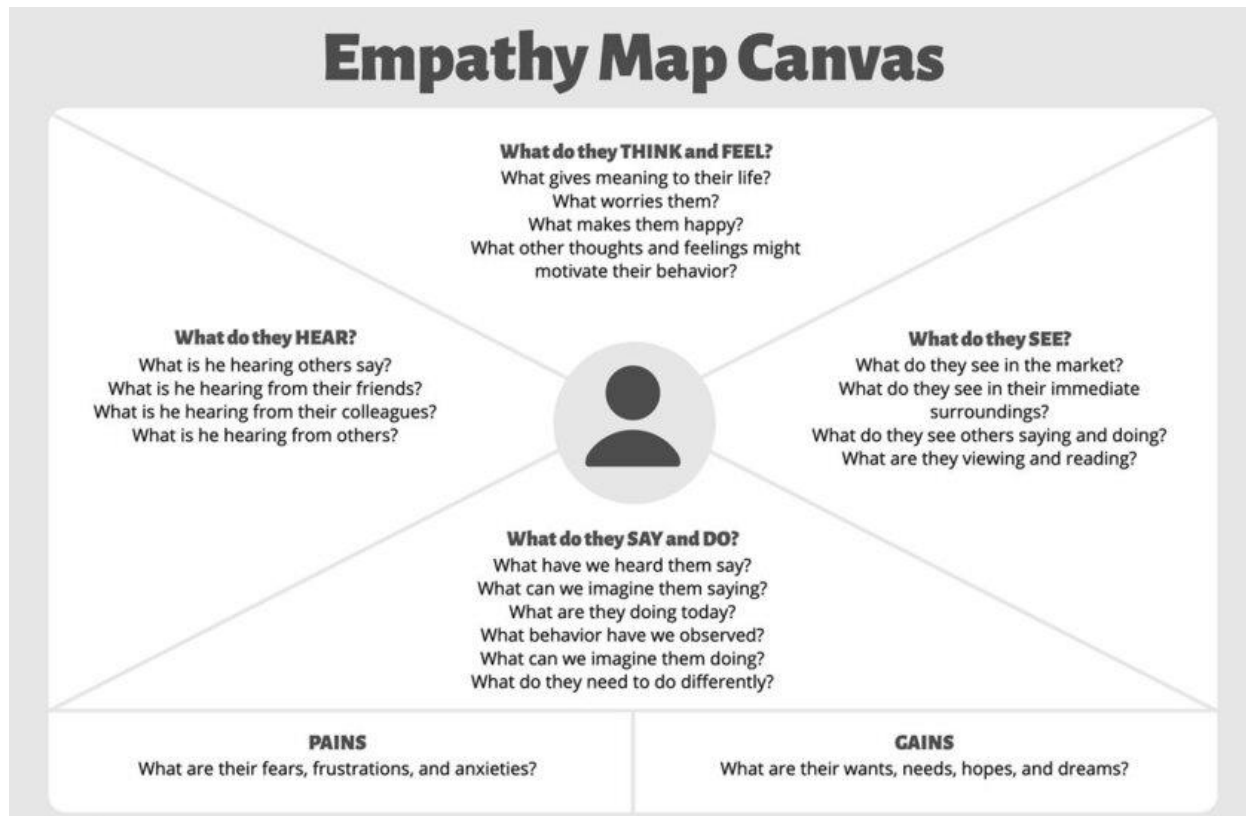 Empathy Map Canvas
What do they THINK and FEEL?
What gives meaning to their life?
What worries them?
What makes them happy?
What other thoughts and feelings might
motivate their behavior?
What do they HEAR?
What is he hearing others say?
What is he hearing from their friends?
What is he hearing from their colleagues?
What is he hearing from others?
What do they SEE?
What do they see in the market?
What do they see in their immediate
surroundings?
What do they see others saying and doing?
What are they viewing and reading?
What do they SAY and DO?
What have we heard them say?
What can we imagine them saying?
What are they doing today?
What behavior have we observed?
What can we imagine them doing?
What do they need to do differently?
PAINS
What are their fears, frustrations, and anxieties?
GAINS
What are their wants, needs, hopes, and dreams?